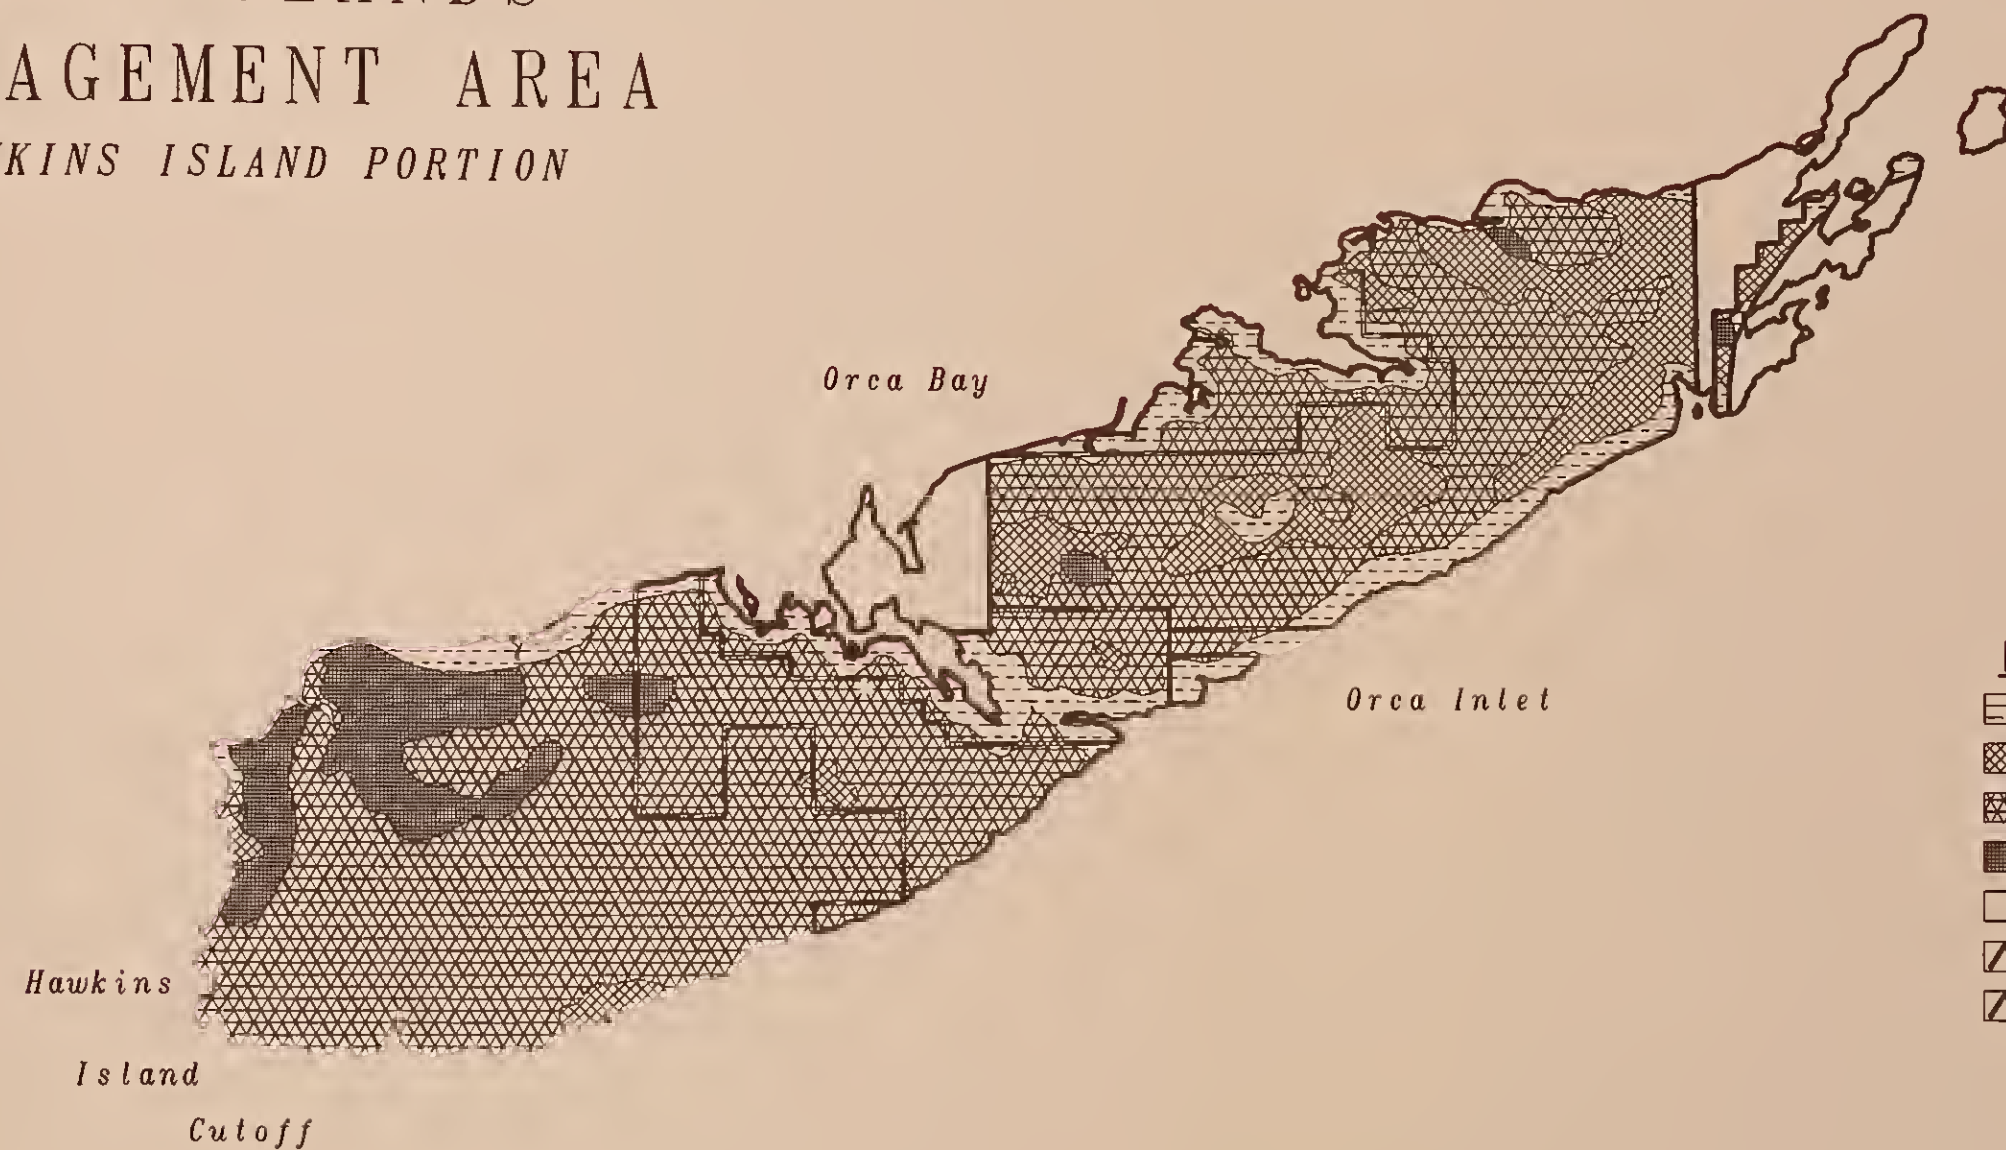 AGEMENT AREA
KINS ISLAND PORTION
Orca Bay
Orca Inlet
Hawkins
Island
Cutoff